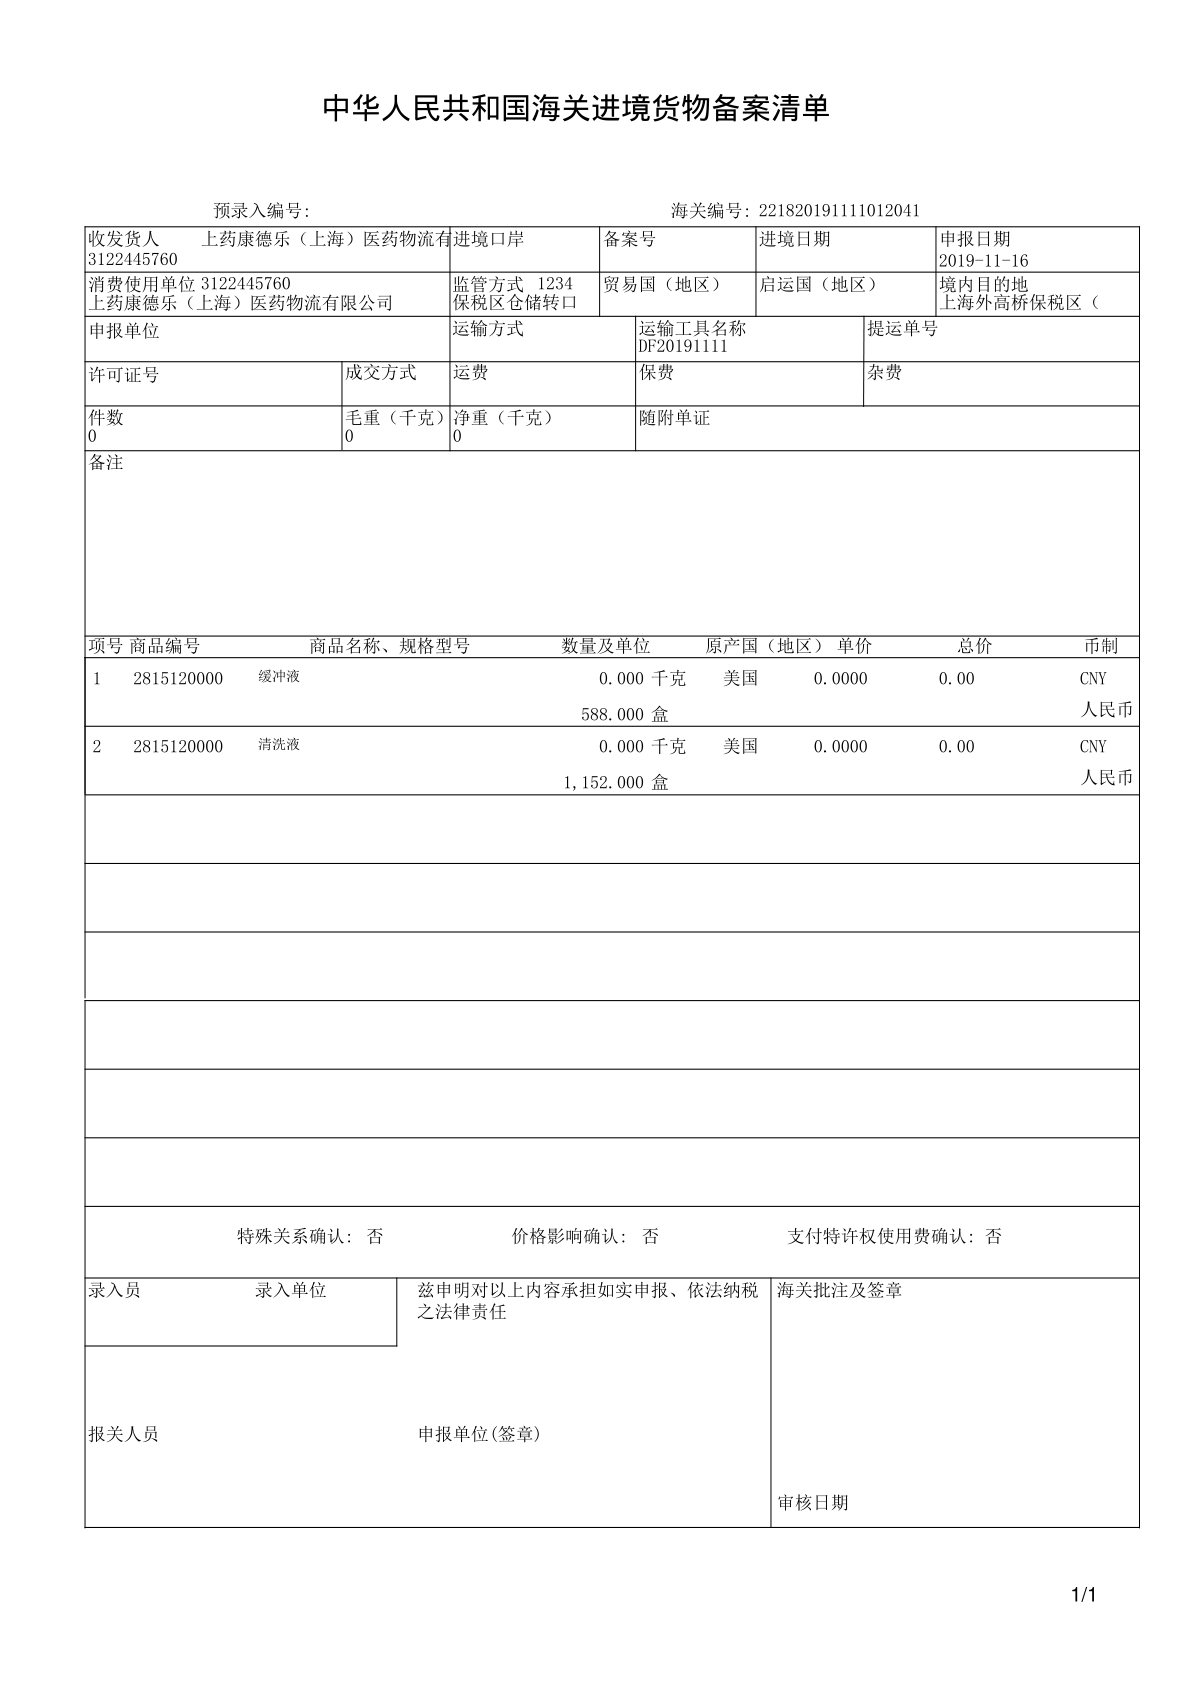 中华人民共和国海关进境货物备案清单
预录入编号: 海关编号: 221820191111012041
收发货人 上药康德乐（上海）医药物流有 进境口岸 备案号 进境日期 申报日期
3122445760 2019-11-16
消费使用单位 3122445760 监管方式 1234 贸易国（地区） 启运国（地区） 境内目的地
上药康德乐（上海）医药物流有限公司 保税区仓储转口 上海外高桥保税区（
申报单位 运输方式 运输工具名称 提运单号
DF20191111
许可证号 成交方式 运费 保费 杂费
件数 毛重（千克） 净重（千克） 随附单证
0 0 0
备注
项号 商品编号 商品名称、规格型号 数量及单位 原产国（地区） 单价 总价 币制
1 2815120000 缓冲液 0.000 千克 美国 0.0000 0.00 CNY
588.000 盒 人民币
2 2815120000 清洗液 0.000 千克 美国 0.0000 0.00 CNY
1,152.000 盒 人民币
特殊关系确认: 否 价格影响确认: 否 支付特许权使用费确认: 否
录入员 录入单位 兹申明对以上内容承担如实申报、依法纳税 海关批注及签章
之法律责任
报关人员 申报单位(签章)
审核日期
1/1